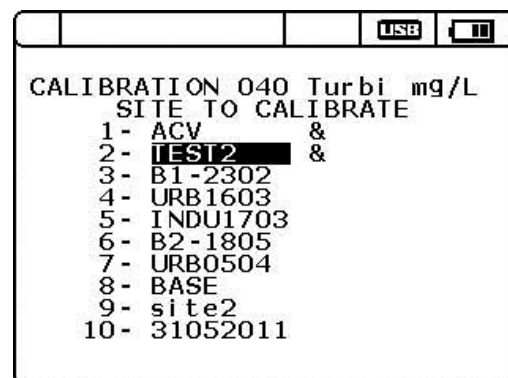 USB
CALIBRATION 040 Turbi mg/L
SITE TO CALIBRATE
1- ACV &
2- TEST2 &
3- B1-2302
4- URB1603
5- INDU1703
6- B2-1805
7- URB0504
8- BASE
9- site2
10- 31052011